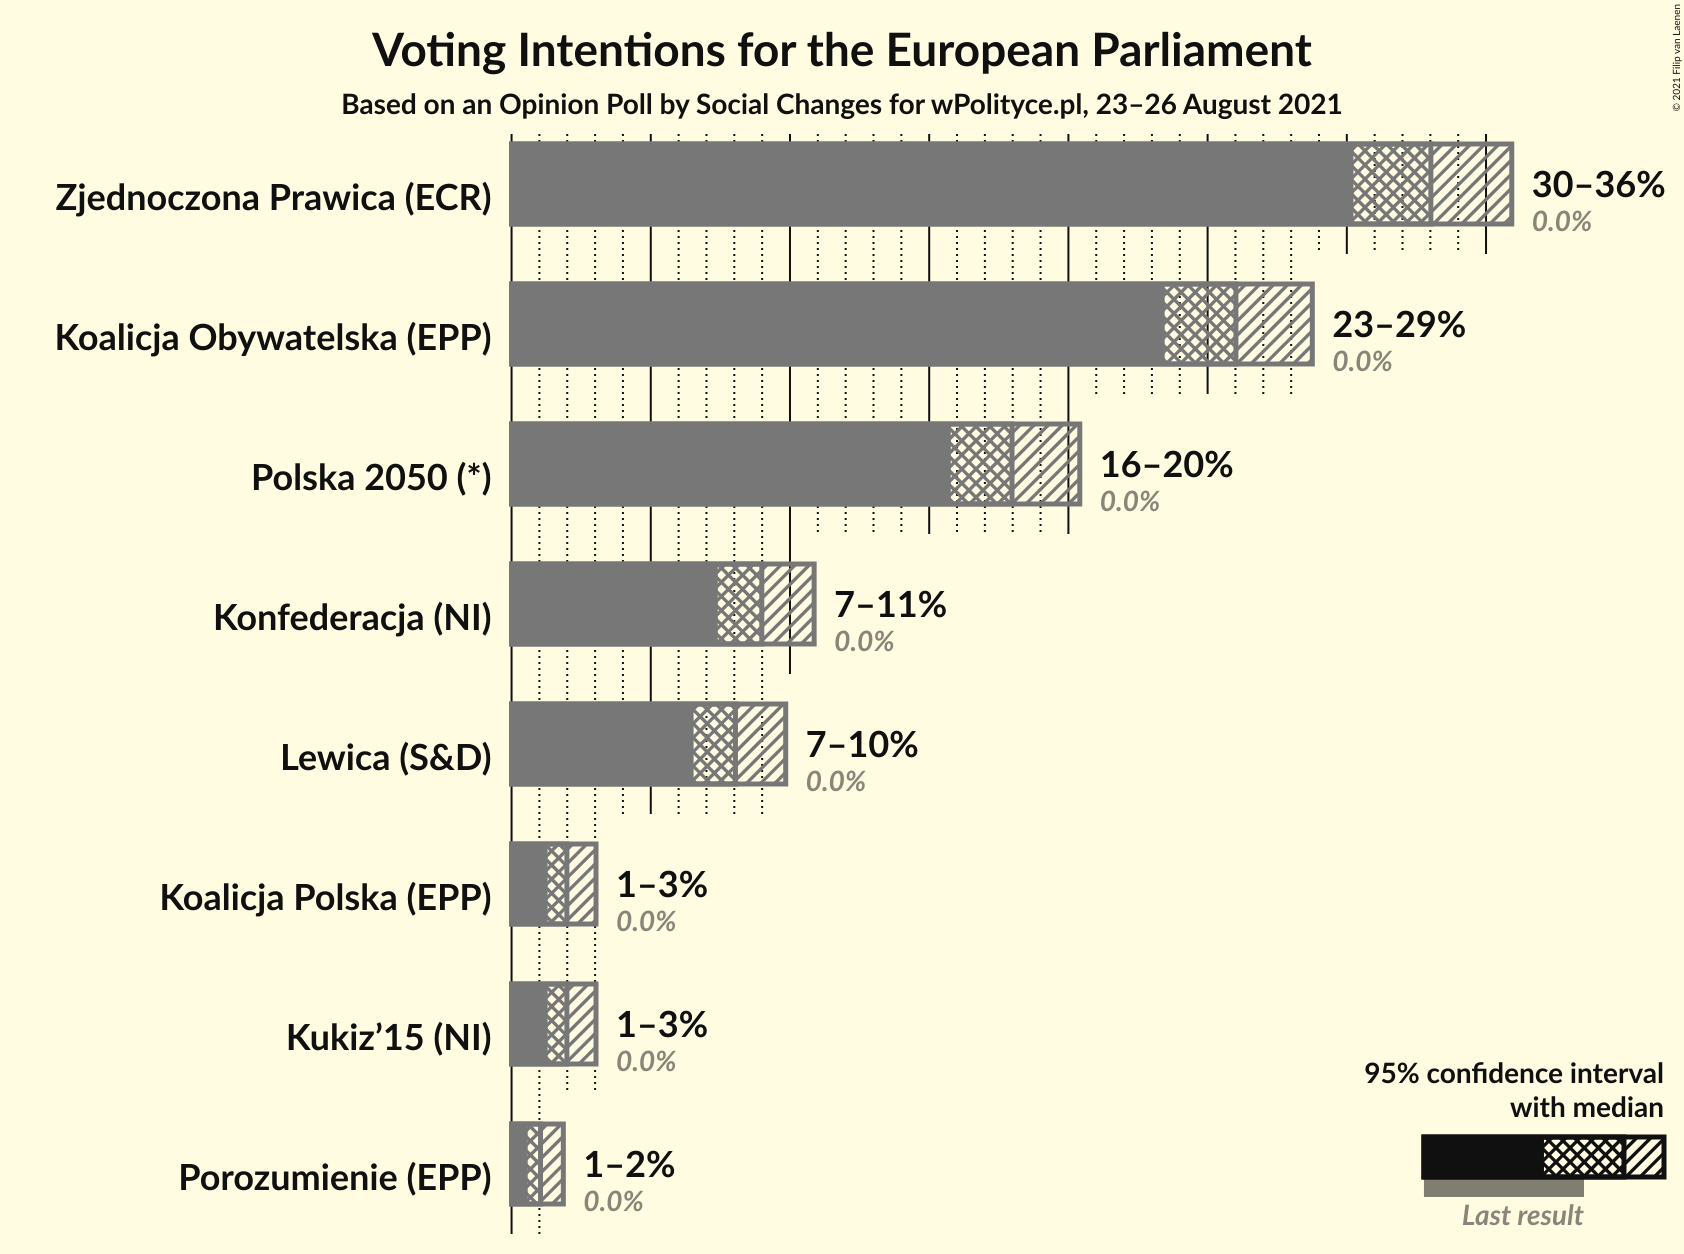 Voting Intentions for the European Parliament
Based on an Opinion Poll by Social Changes for wPolityce.pl, 23–26 August 2021
© 2021 Filip van Laenen
Zjednoczona Prawica (ECR)
30–36%
0.0%
Koalicja Obywatelska (EPP)
23–29%
0.0%
Polska 2050 (*)
16–20%
0.0%
Konfederacja (NI)
7–11%
0.0%
Lewica (S&D)
7–10%
0.0%
Koalicja Polska (EPP)
1–3%
0.0%
Kukiz’15 (NI)
1–3%
0.0%
Porozumienie (EPP)
1–2%
0.0%
95% confidence interval
with median
Last result